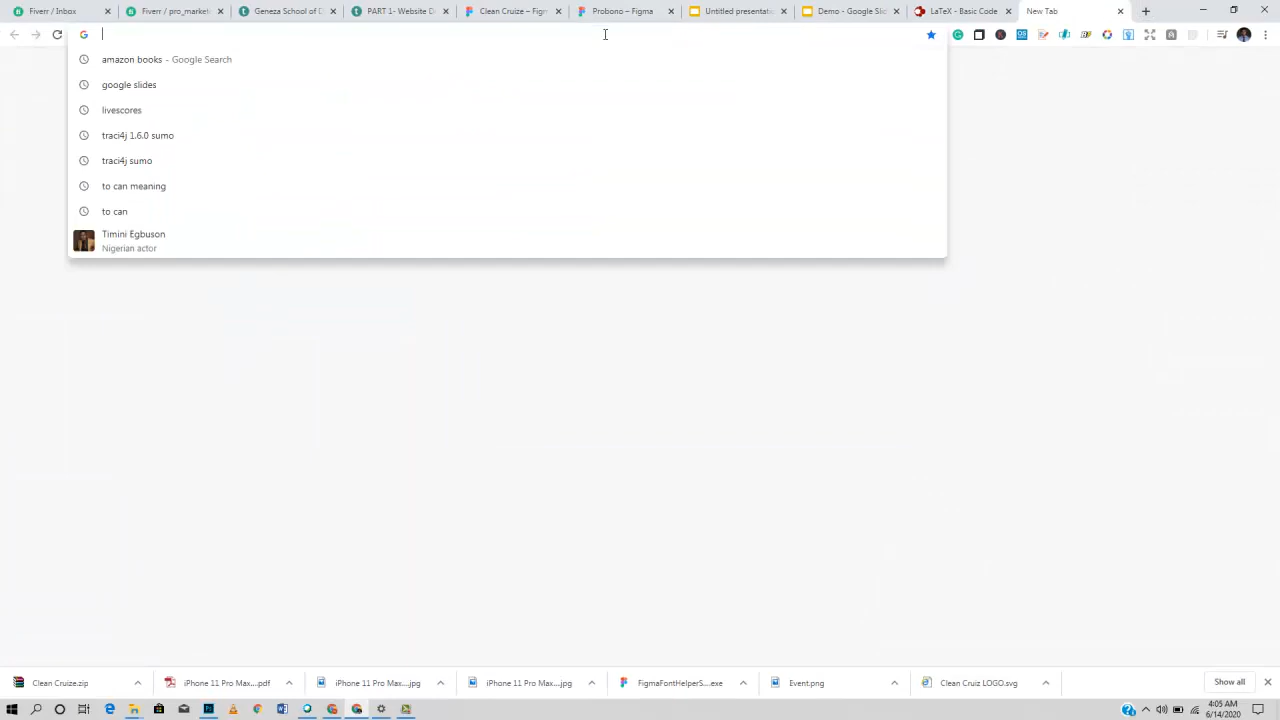 Fiverr / Inbox
Fiverr / pro_market
Geneza School of D
PART 1- Website D
Clean Cruize – Figm
Probono – Figma
Untitled presentati
Demo - Google Slid
LaTeX - Basic Code
New Tab
amazon books - Google Search
google slides
livescores
traci4j 1.6.0 sumo
traci4j sumo
to can meaning
to can
Timini Egbuson
Nigerian actor
Clean Cruize.zip
iPhone 11 Pro Max....pdf
iPhone 11 Pro Max....jpg
iPhone 11 Pro Max....jpg
FigmaFontHelperS....exe
Event.png
Clean Cruiz LOGO.svg
Show all
4:05 AM
6/14/2020